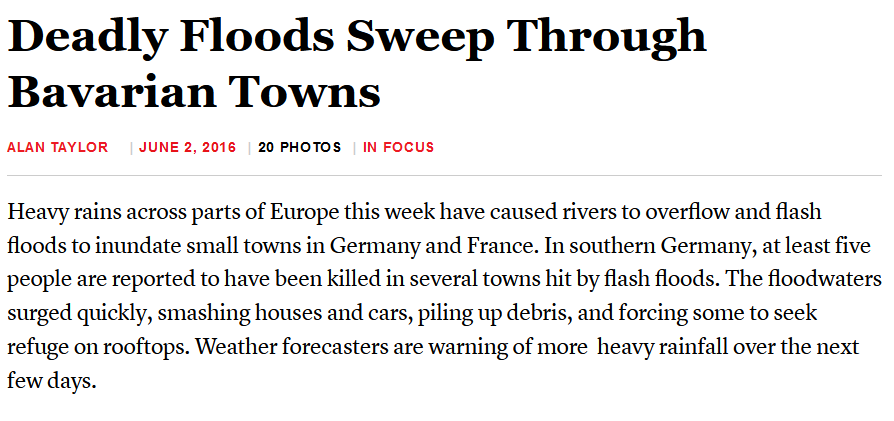 Deadly Floods Sweep Through
Bavarian Towns
ALAN TAYLOR | JUNE 2, 2016 | 20 PHOTOS | IN FOCUS
Heavy rains across parts of Europe this week have caused rivers to overflow and flash
floods to inundate small towns in Germany and France. In southern Germany, at least five
people are reported to have been killed in several towns hit by flash floods. The floodwaters
surged quickly, smashing houses and cars, piling up debris, and forcing some to seek
refuge on rooftops. Weather forecasters are warning of more  heavy rainfall over the next
few days.